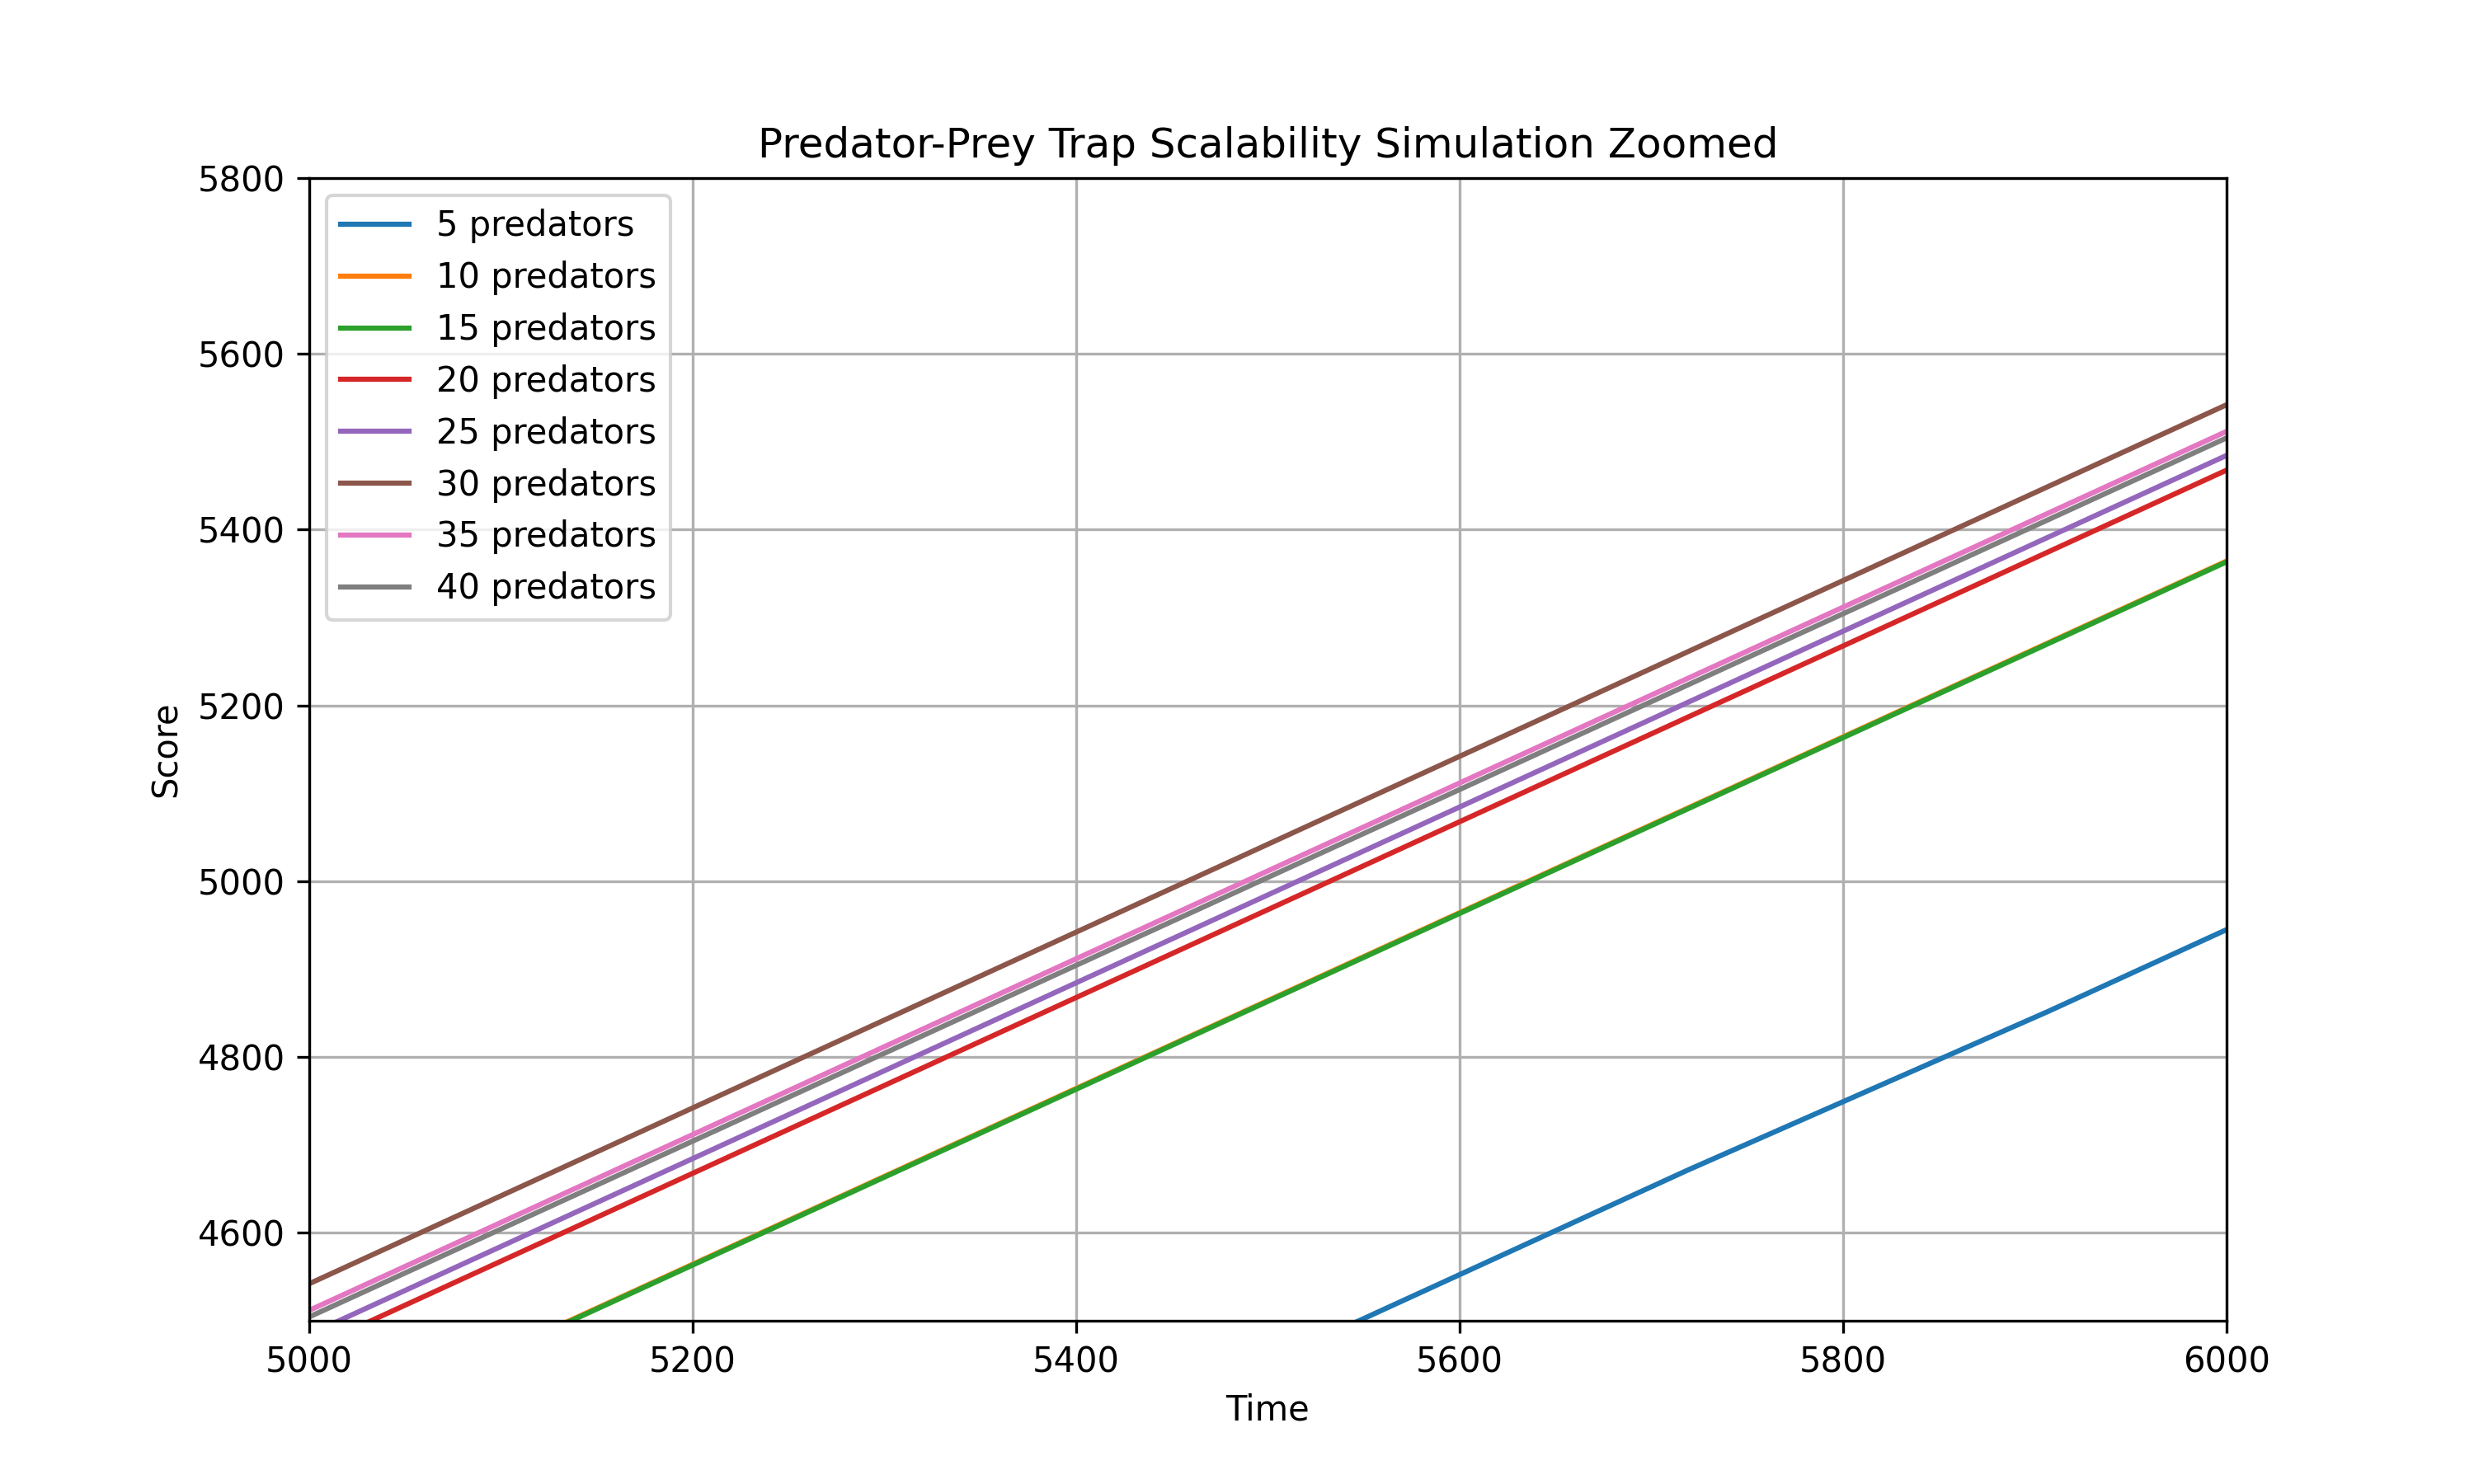 Predator-Prey Trap Scalability Simulation Zoomed
5800
5600
5400
5200
5000
4800
4600
Score
5 predators
10 predators
15 predators
20 predators
25 predators
30 predators
35 predators
40 predators
5000 5200 5400 5600 5800 6000
Time